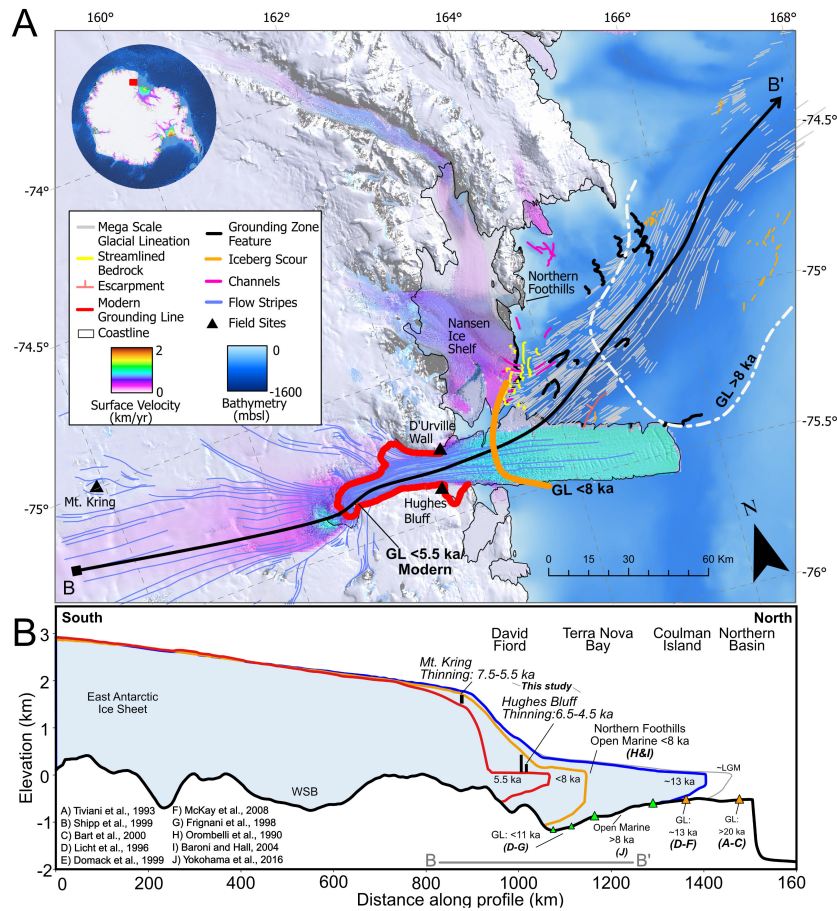 A
160°
162°
164°
166°
168°
B'
-74.5°
-74°
Mega Scale
Glacial Lineation
Streamlined
Bedrock
Escarpment
Modern
Grounding Line
Coastline
Grounding Zone
Feature
Iceberg Scour
Channels
Flow Stripes
Field Sites
2
0
Surface Velocity
(km/yr)
0
-1600
Bathymetry
(mbsl)
Northern
Foothills
Nansen
Ice
Shelf
-75°
GL >8 ka
-74.5°
-75.5°
D'Urville
Wall
Mt. Kring
GL <8 ka
-75°
Hughes
Bluff
N
GL <5.5 ka/
Modern
B
0 15 30 60 Km
-76°
B
South
North
David
Fiord
Terra Nova
Bay
Coulman
Island
Northern
Basin
3
2
1
0
-1
-2
Elevation (km)
Mt. Kring
Thinning: 7.5-5.5 ka
This study
Hughes Bluff
Thinning:6.5-4.5 ka
East Antarctic
Ice Sheet
Northern Foothills
Open Marine <8 ka
(H&I)
~LGM
5.5 ka
<8 ka
~13 ka
WSB
A) Tiviani et al., 1993
B) Shipp et al., 1999
C) Bart et al., 2000
D) Licht et al., 1996
E) Domack et al., 1999
F) McKay et al., 2008
G) Frignani et al., 1998
H) Orombelli et al., 1990
I) Baroni and Hall, 2004
J) Yokohama et al., 2016
GL: <11 ka
(D-G)
Open Marine
>8 ka
(J)
GL:
~13 ka
(D-F)
GL:
>20 ka
(A-C)
B
B'
0 200 400 600 800 1000 1200 1400 1600
Distance along profile (km)